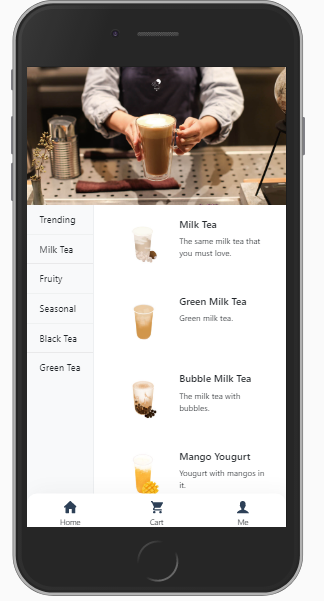 Trending
Milk Tea
Fruity
Seasonal
Black Tea
Green Tea
Milk Tea
The same milk tea that
you must love.
Green Milk Tea
Green milk tea.
Bubble Milk Tea
The milk tea with
bubbles.
Mango Yougurt
Yougurt with mangos in
it.
Home
Cart
Me